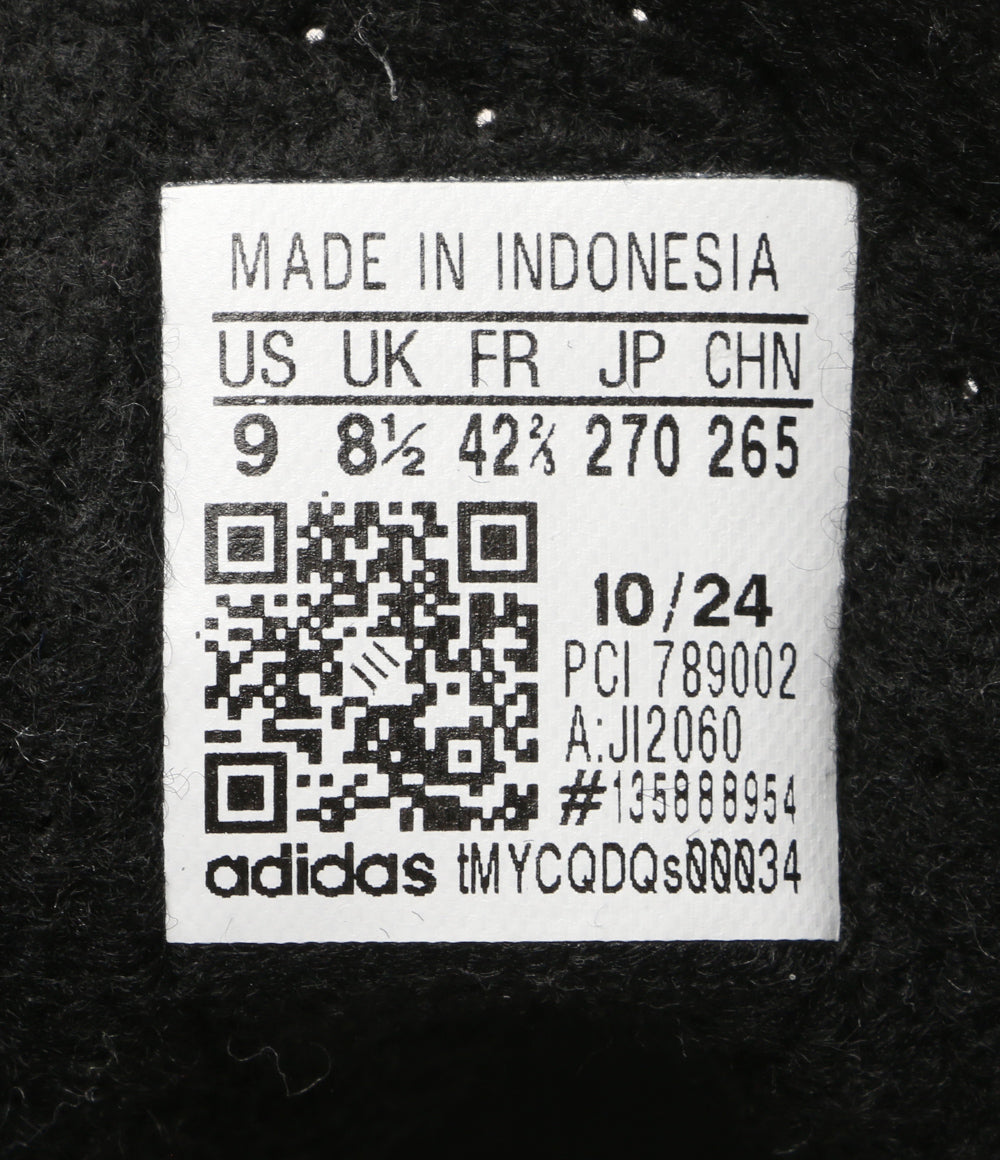 MADE IN INDONESIA
US UK FR JP CHN
9 8½ 42⅔ 270 265
10/24
PCI 789002
A:JI2060
#135888954
adidas tMYCQDQs00034